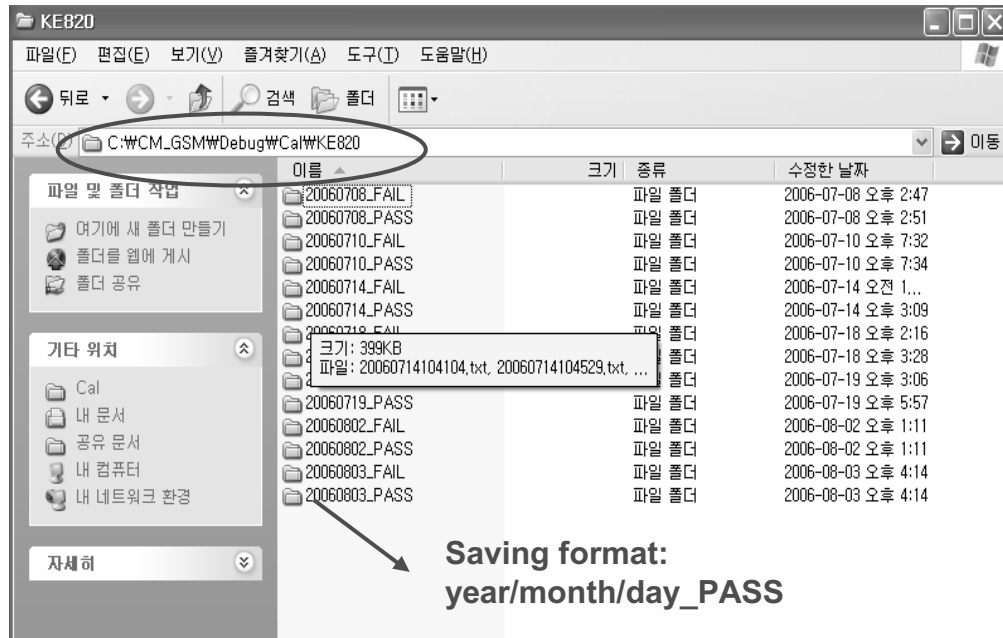 KE820
파일(F) 편집(E) 보기(V) 즐겨찾기(A) 도구(T) 도움말(H)
뒤로 검색 폴더
주소(D) C:₩CM_GSM₩Debug₩Cal₩KE820 이동
파일 및 폴더 작업
여기에 새 폴더 만들기
폴더를 웹에 게시
폴더 공유
기타 위치
Cal
내 문서
공유 문서
내 컴퓨터
내 네트워크 환경
자세히
이름 크기 종류 수정한 날짜
20060708_FAIL 파일 폴더 2006-07-08 오후 2:47
20060708_PASS 파일 폴더 2006-07-08 오후 2:51
20060710_FAIL 파일 폴더 2006-07-10 오후 7:32
20060710_PASS 파일 폴더 2006-07-10 오후 7:34
20060714_FAIL 파일 폴더 2006-07-14 오전 1...
20060714_PASS 파일 폴더 2006-07-14 오후 3:09
20060718_FAIL 파일 폴더 2006-07-18 오후 2:16
폴더 2006-07-18 오후 3:28
폴더 2006-07-19 오후 3:06
크기: 399KB
파일: 20060714104104.txt, 20060714104529.txt, ...
20060719_PASS 파일 폴더 2006-07-19 오후 5:57
20060802_FAIL 파일 폴더 2006-08-02 오후 1:11
20060802_PASS 파일 폴더 2006-08-02 오후 1:11
20060803_FAIL 파일 폴더 2006-08-03 오후 4:14
20060803_PASS 파일 폴더 2006-08-03 오후 4:14
Saving format:
year/month/day_PASS